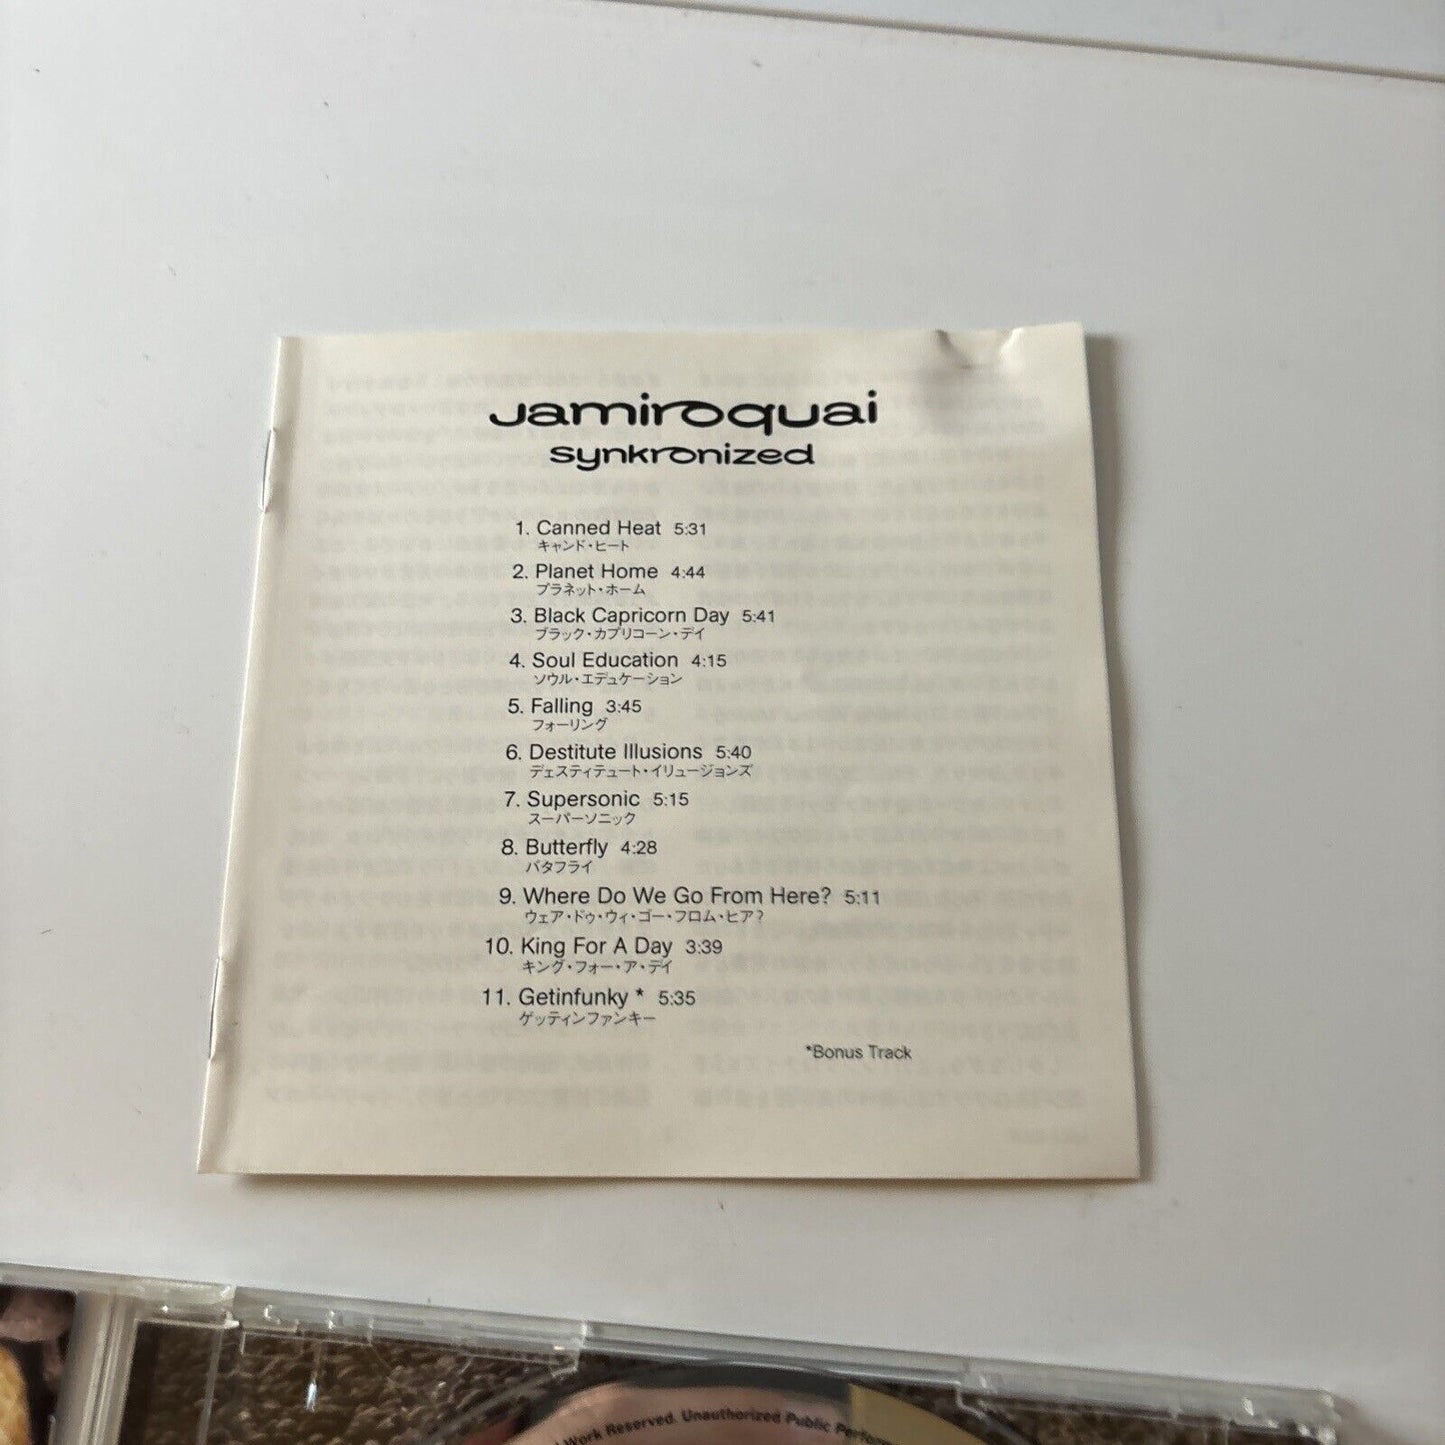 Jamiroquai
synkronized
1. Canned Heat 5:31
キャンド・ヒート
2. Planet Home 4:44
プラネット・ホーム
3. Black Capricorn Day 5:41
ブラック・カプリコーン・デイ
4. Soul Education 4:15
ソウル・エデュケーション
5. Falling 3:45
フォーリング
6. Destitute Illusions 5:40
デェスティテュート・イリュージョンズ
7. Supersonic 5:15
スーパーソニック
8. Butterfly 4:28
バタフライ
9. Where Do We Go From Here? 5:11
ウェア・ドゥ・ウィ・ゴー・フロム・ヒア?
10. King For A Day 3:39
キング・フォー・ア・デイ
11. Getinfunky * 5:35
ゲッティンファンキー
*Bonus Track
Work Reserved. Unauthorized Public